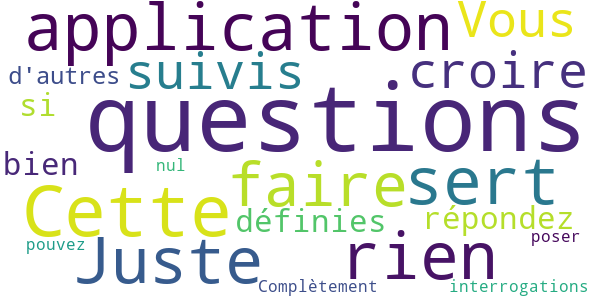 application Vous
d'autres suivis croire
si questions
bien nul faire sert
Cette définies répondez
pouvez Juste rien poser
Complètement interrogations